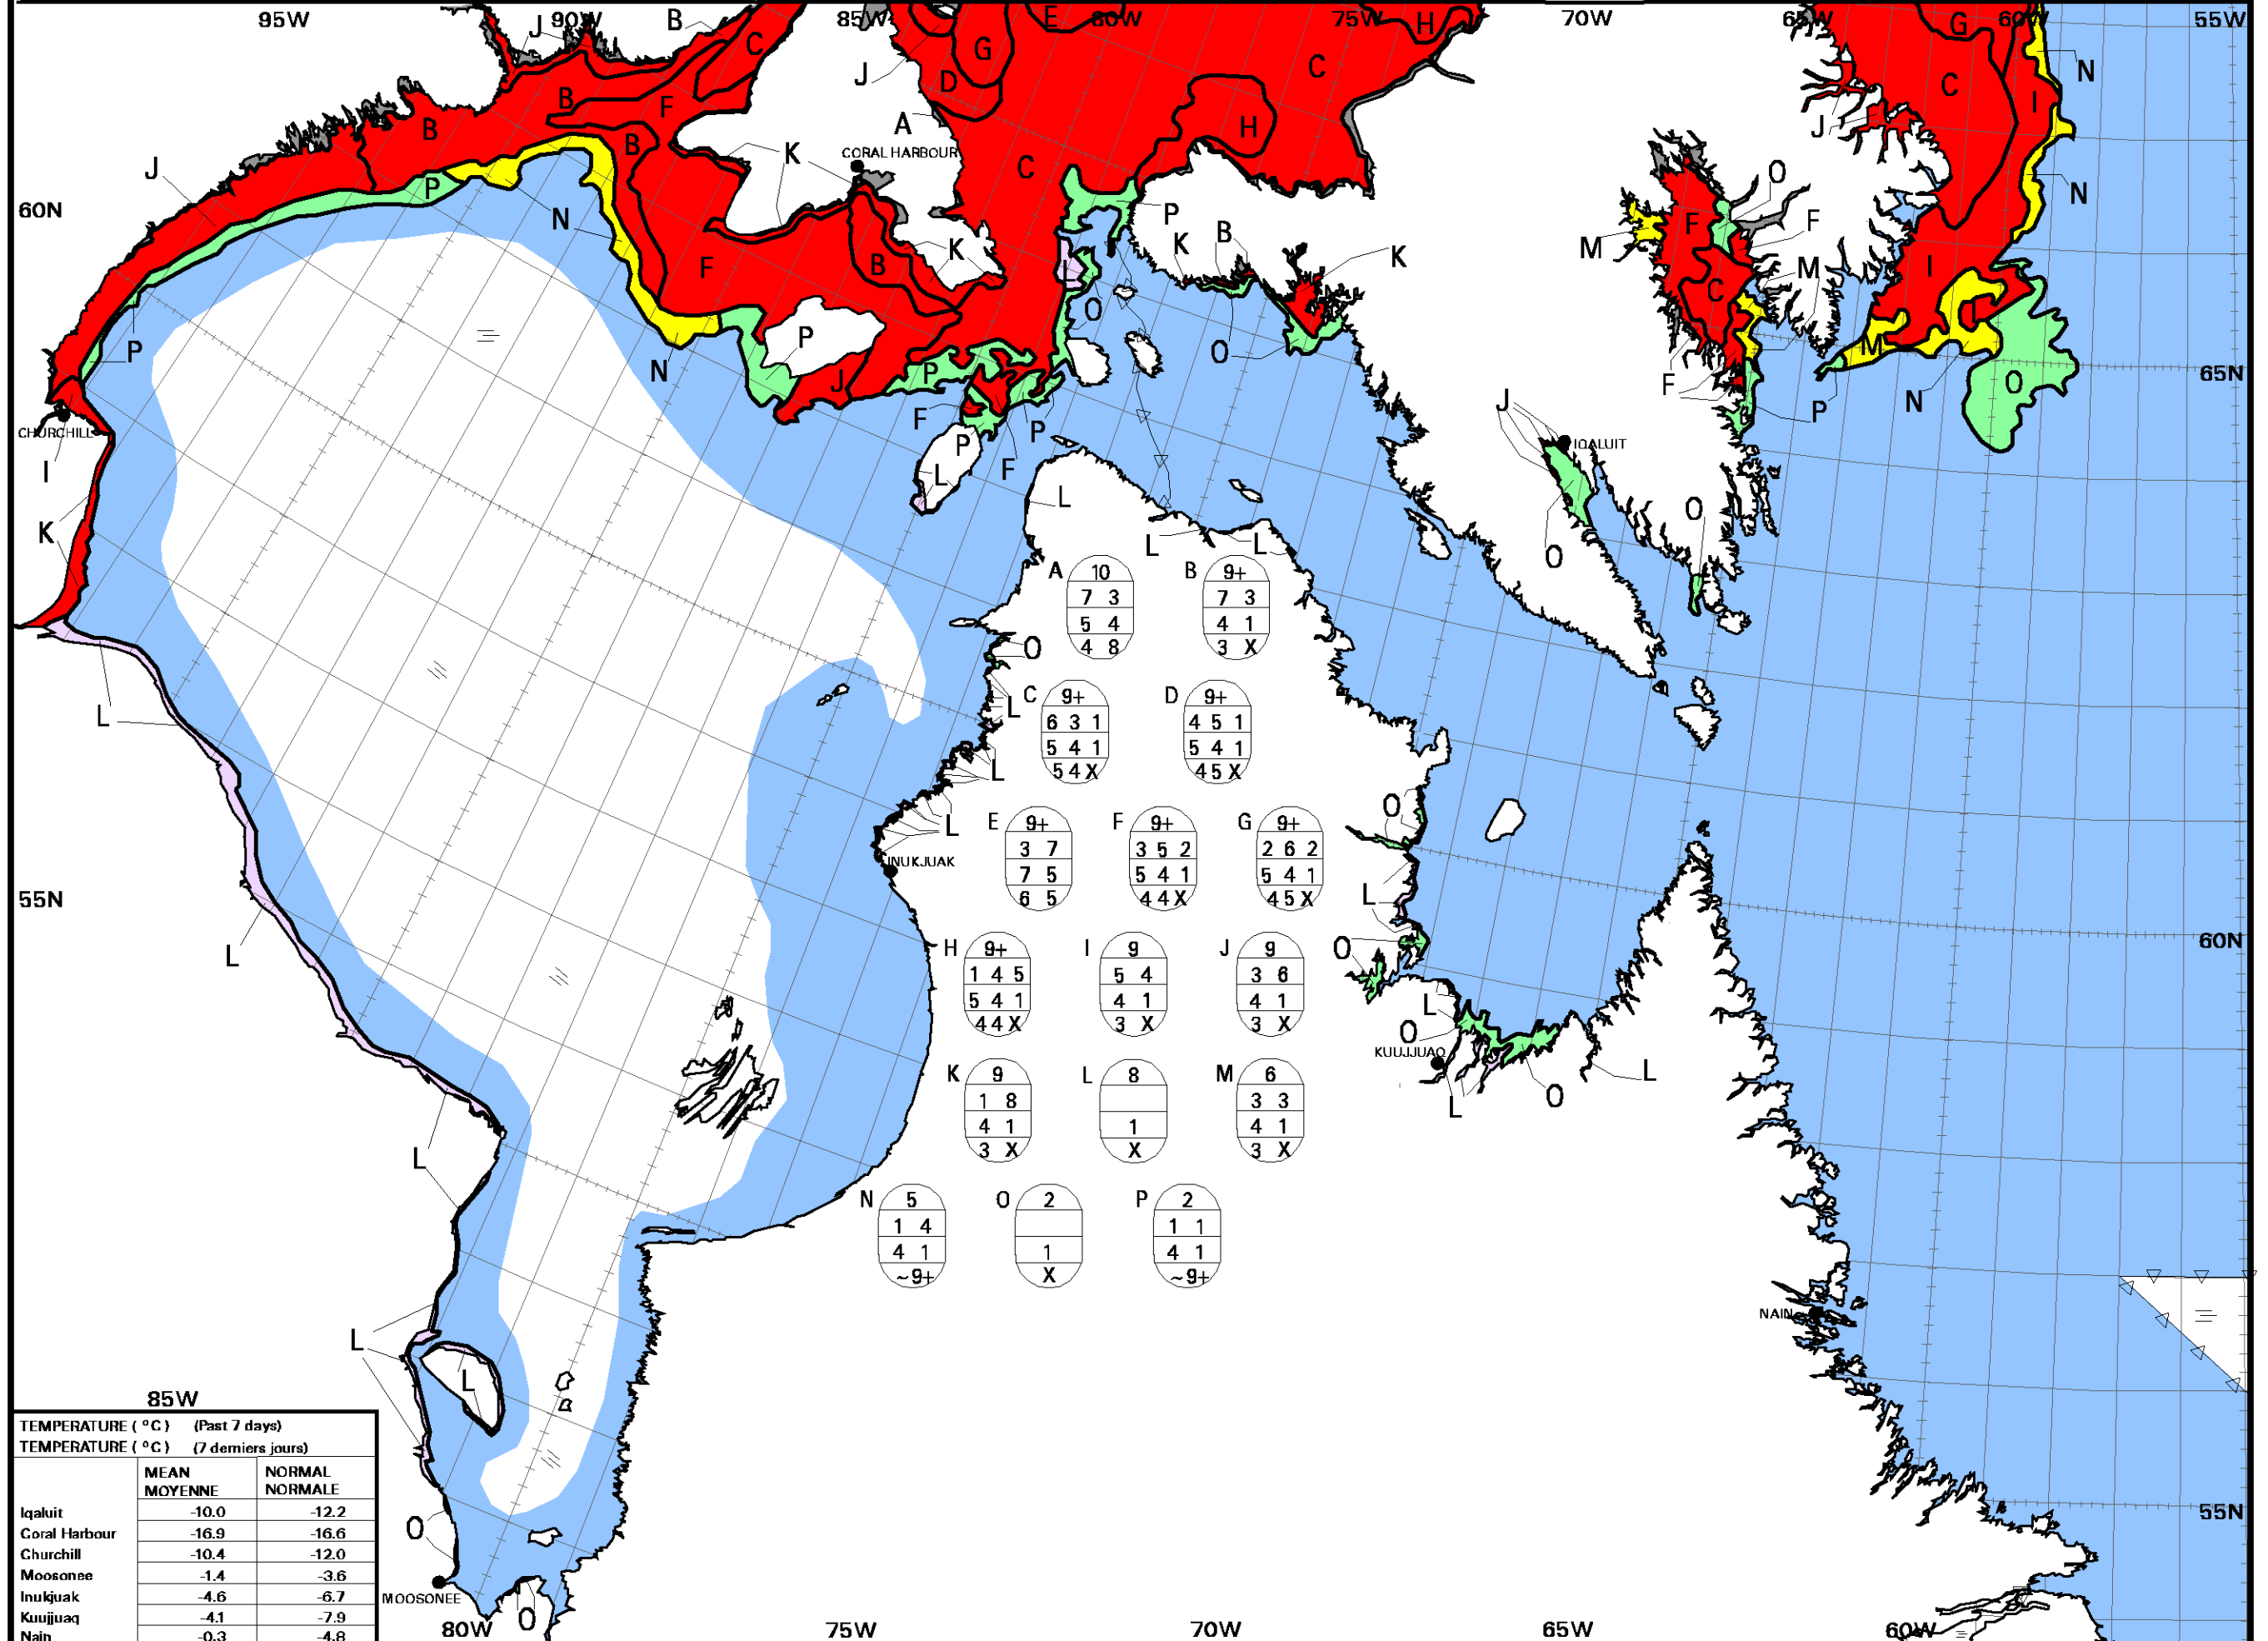 95W 90W 85W 80W 75W 70W 65W 60W 55W
J B C G E C H G C N
J B F D H I
B B A J N
J K CORAL HARBOUR C O
60N P N P F F
K B K M M I
F B L O C
P N P O M 65N
J P F P N O
CHURCHILL F P P J IQALUIT
I L F
K L L L O O
A 10 B 9+
7 3 7 3
5 4 4 1
4 8 3 X
O
L L C 9+ D 9+
6 3 1 4 5 1
5 4 1 5 4 1
L 5 4 X 4 5 X
L E 9+ F 9+ G 9+ O
3 7 3 5 2 2 6 2
INUKJUAK 7 5 5 4 1 5 4 1
55N 6 5 4 4 X 4 5 X L
L H 9+ I 9 J 9 O 60N
1 4 5 5 4 3 6
5 4 1 4 1 4 1
4 4 X 3 X 3 X L
O
KUUJJUAQ
K 9 L 8 M 6 L
1 8 3 3 O
4 1 1 4 1 L
3 X X 3 X
L
N 5 O 2 P 2
1 4 1 1
4 1 1 4 1
~9+ X ~9+
NAIN
L
L
85W
TEMPERATURE (°C) (Past 7 days)
TEMPERATURE (°C) (7 derniers jours)
MEAN NORMAL
MOYENNE NORMALE
Iqaluit -10.0 -12.2
Coral Harbour -16.9 -16.6
Churchill -10.4 -12.0
Moosonee -1.4 -3.6
Inukjuak -4.6 -6.7
Kuujjuaq -4.1 -7.9
Nain -0.3 -4.8
O 55N
MOOSONEE
80W O 75W 70W 65W 60W